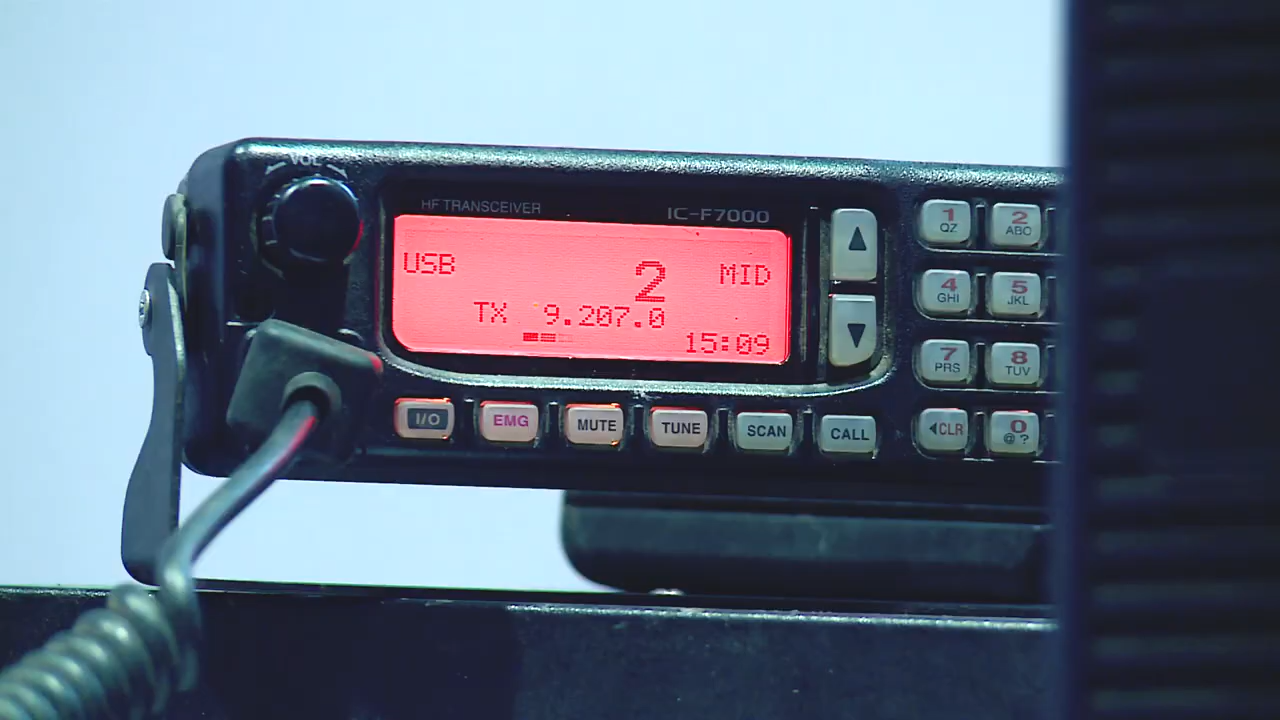 VOL
HF TRANSCEIVER IC-F7000
USB 2 MID
TX 9.207.0
15:09
▲
▼
I/O EMG MUTE TUNE SCAN CALL
1 QZ 2 ABC
4 GHI 5 JKL
7 PRS 8 TUV
◀CLR 0 @ ?